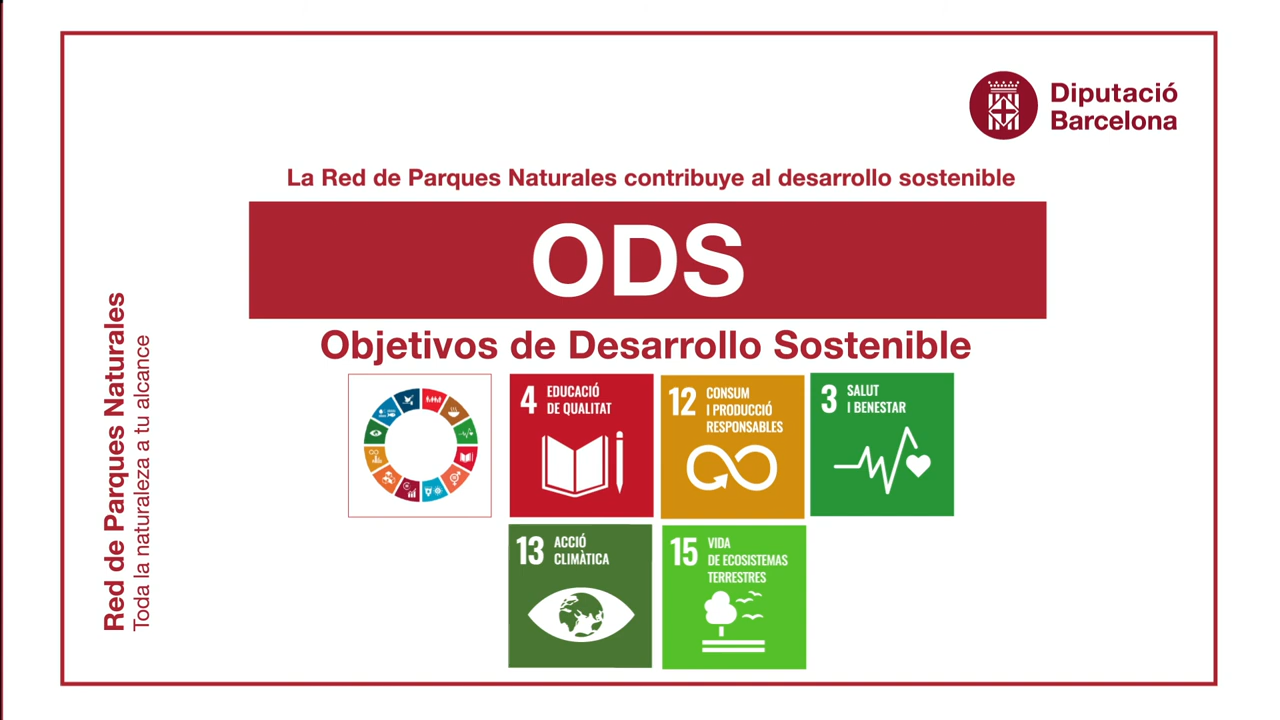 Diputació
Barcelona
La Red de Parques Naturales contribuye al desarrollo sostenible
ODS
Objetivos de Desarrollo Sostenible
4 EDUCACIÓ
DE QUALITAT
12 CONSUM
I PRODUCCIÓ
RESPONSABLES
3 SALUT
I BENESTAR
13 ACCIÓ
CLIMÀTICA
15 VIDA
DE ECOSISTEMAS
TERRESTRES
Red de Parques Naturales
Toda la naturaleza a tu alcance